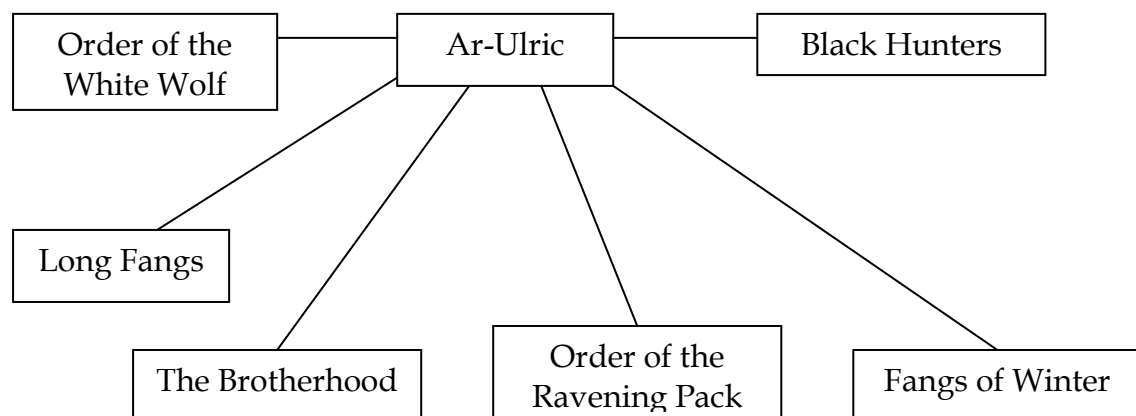 Order of the
White Wolf
Ar-Ulric
Black Hunters
Long Fangs
The Brotherhood
Order of the
Ravening Pack
Fangs of Winter